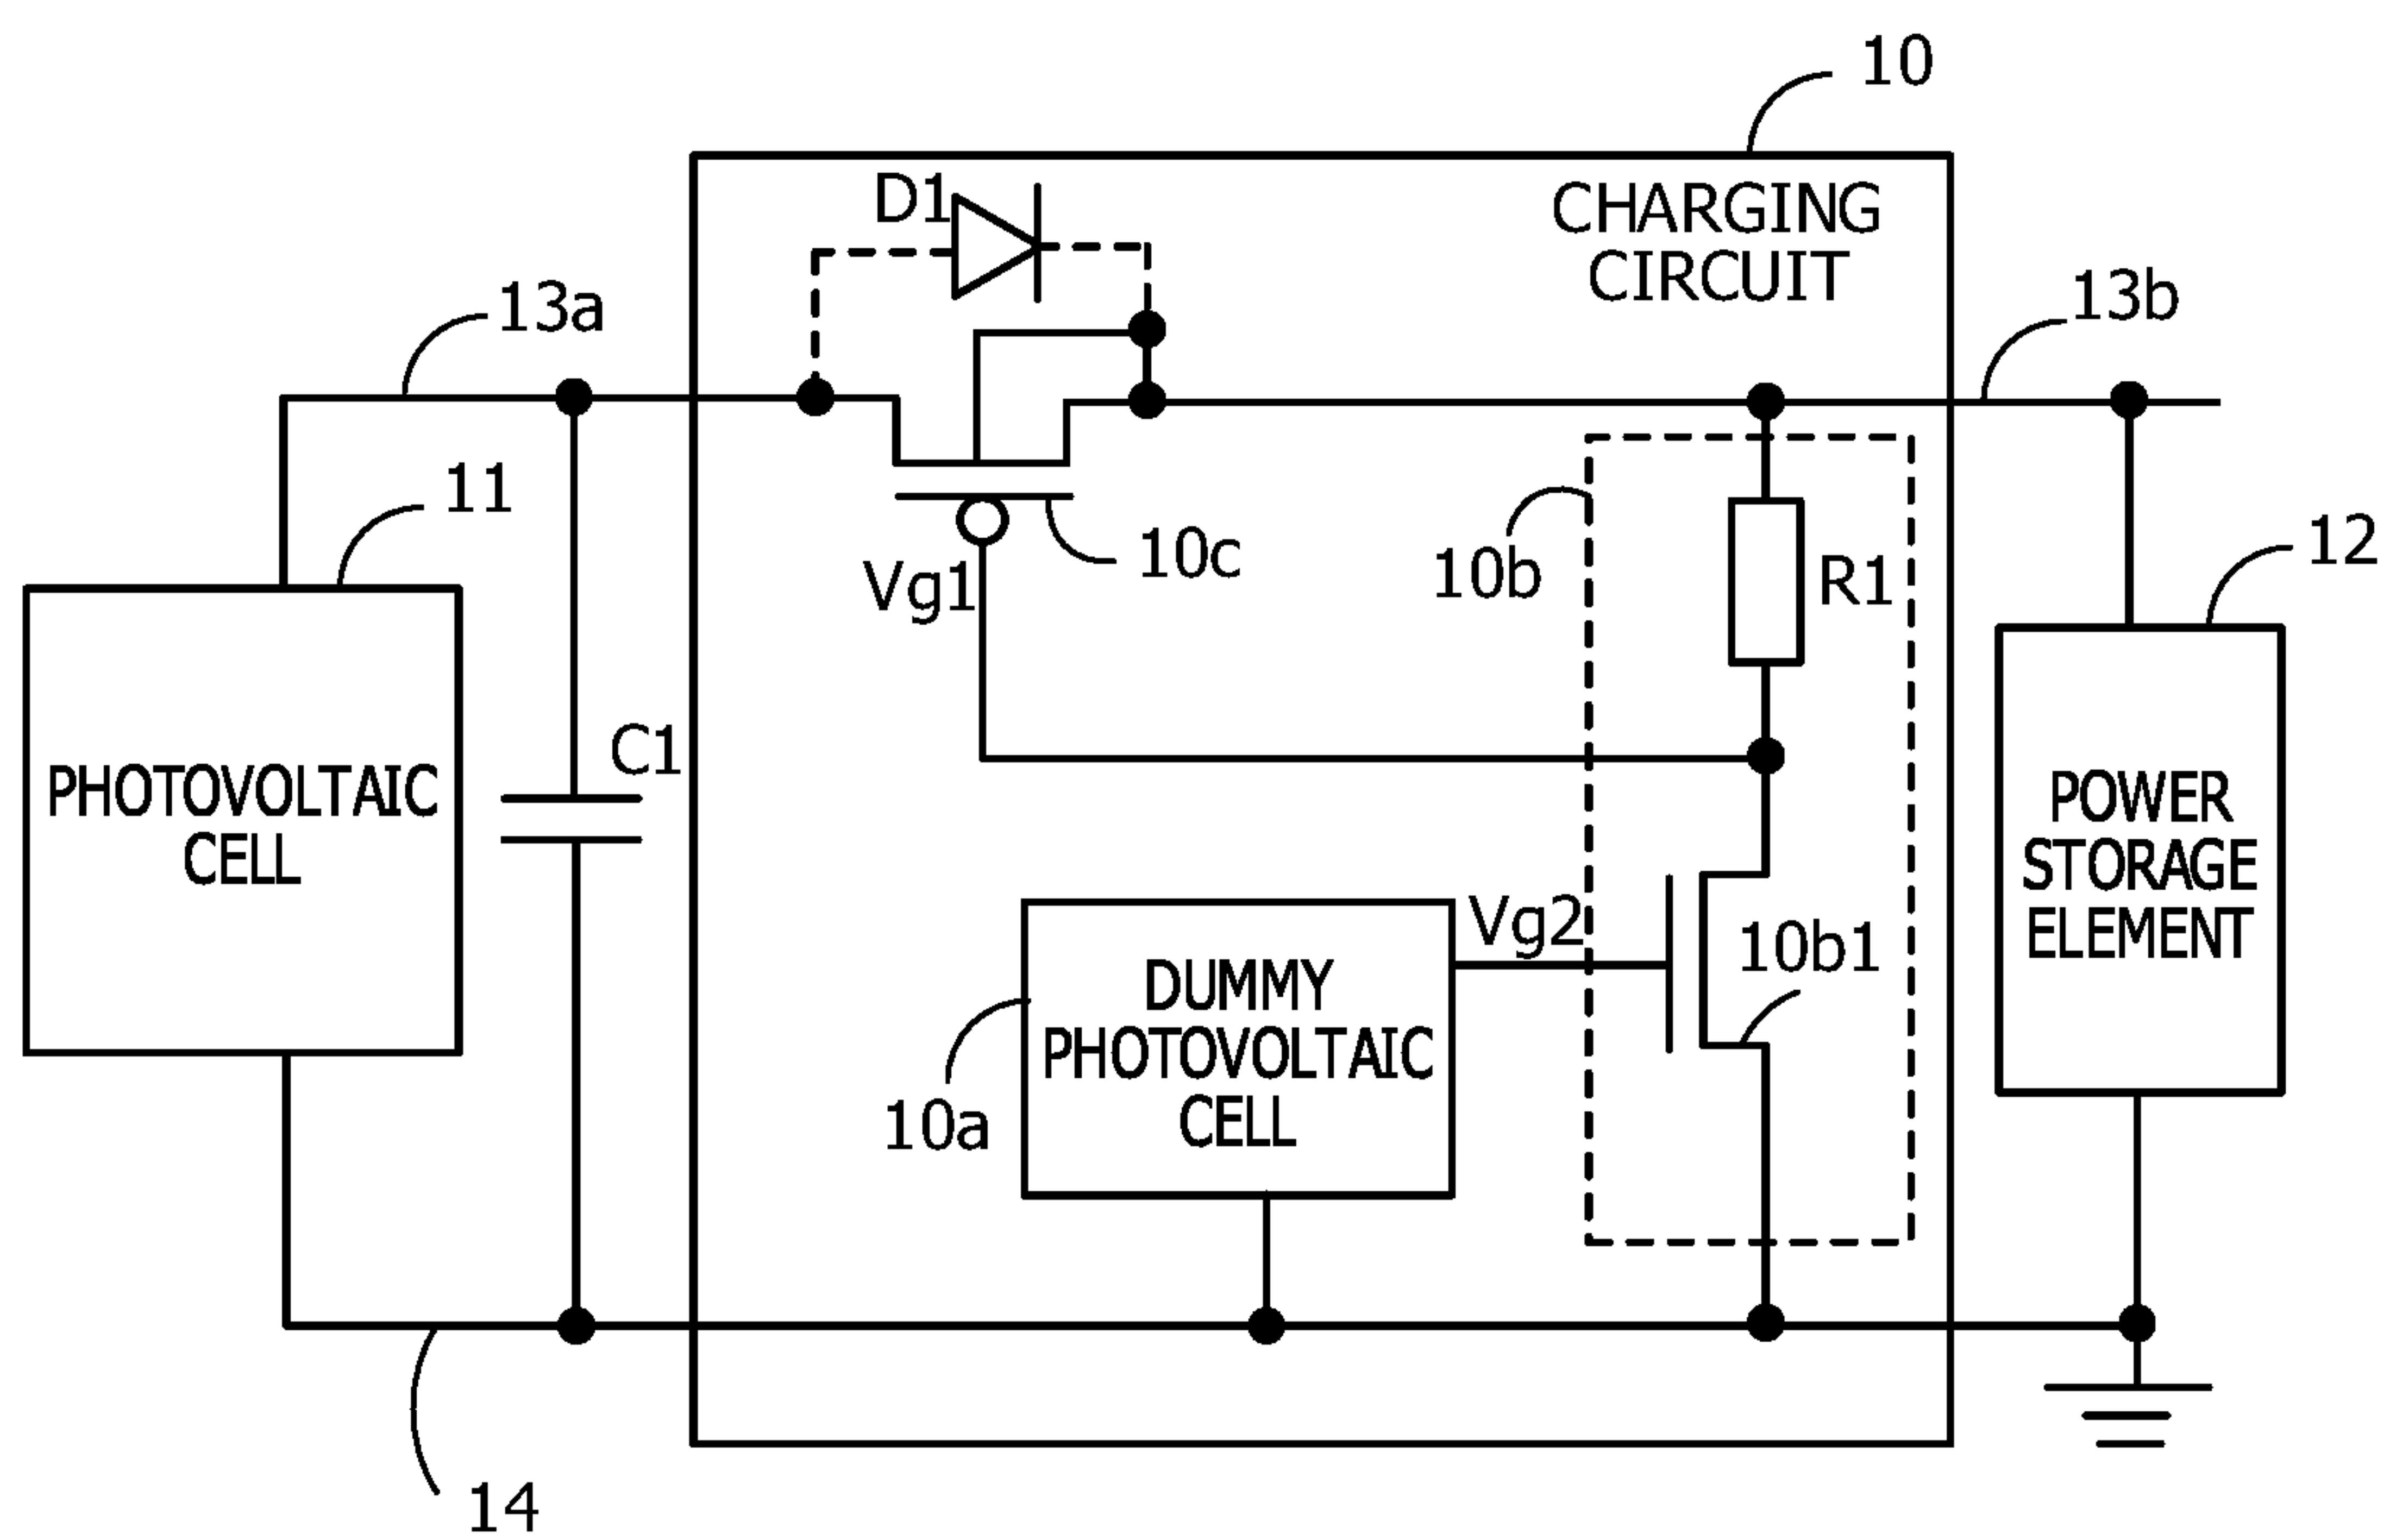 10
D1
CHARGING
CIRCUIT
13a
13b
11
10c
10b
12
Vg1
R1
C1
PHOTOVOLTAIC
CELL
POWER
STORAGE
ELEMENT
Vg2
10b1
DUMMY
PHOTOVOLTAIC
CELL
10a
14